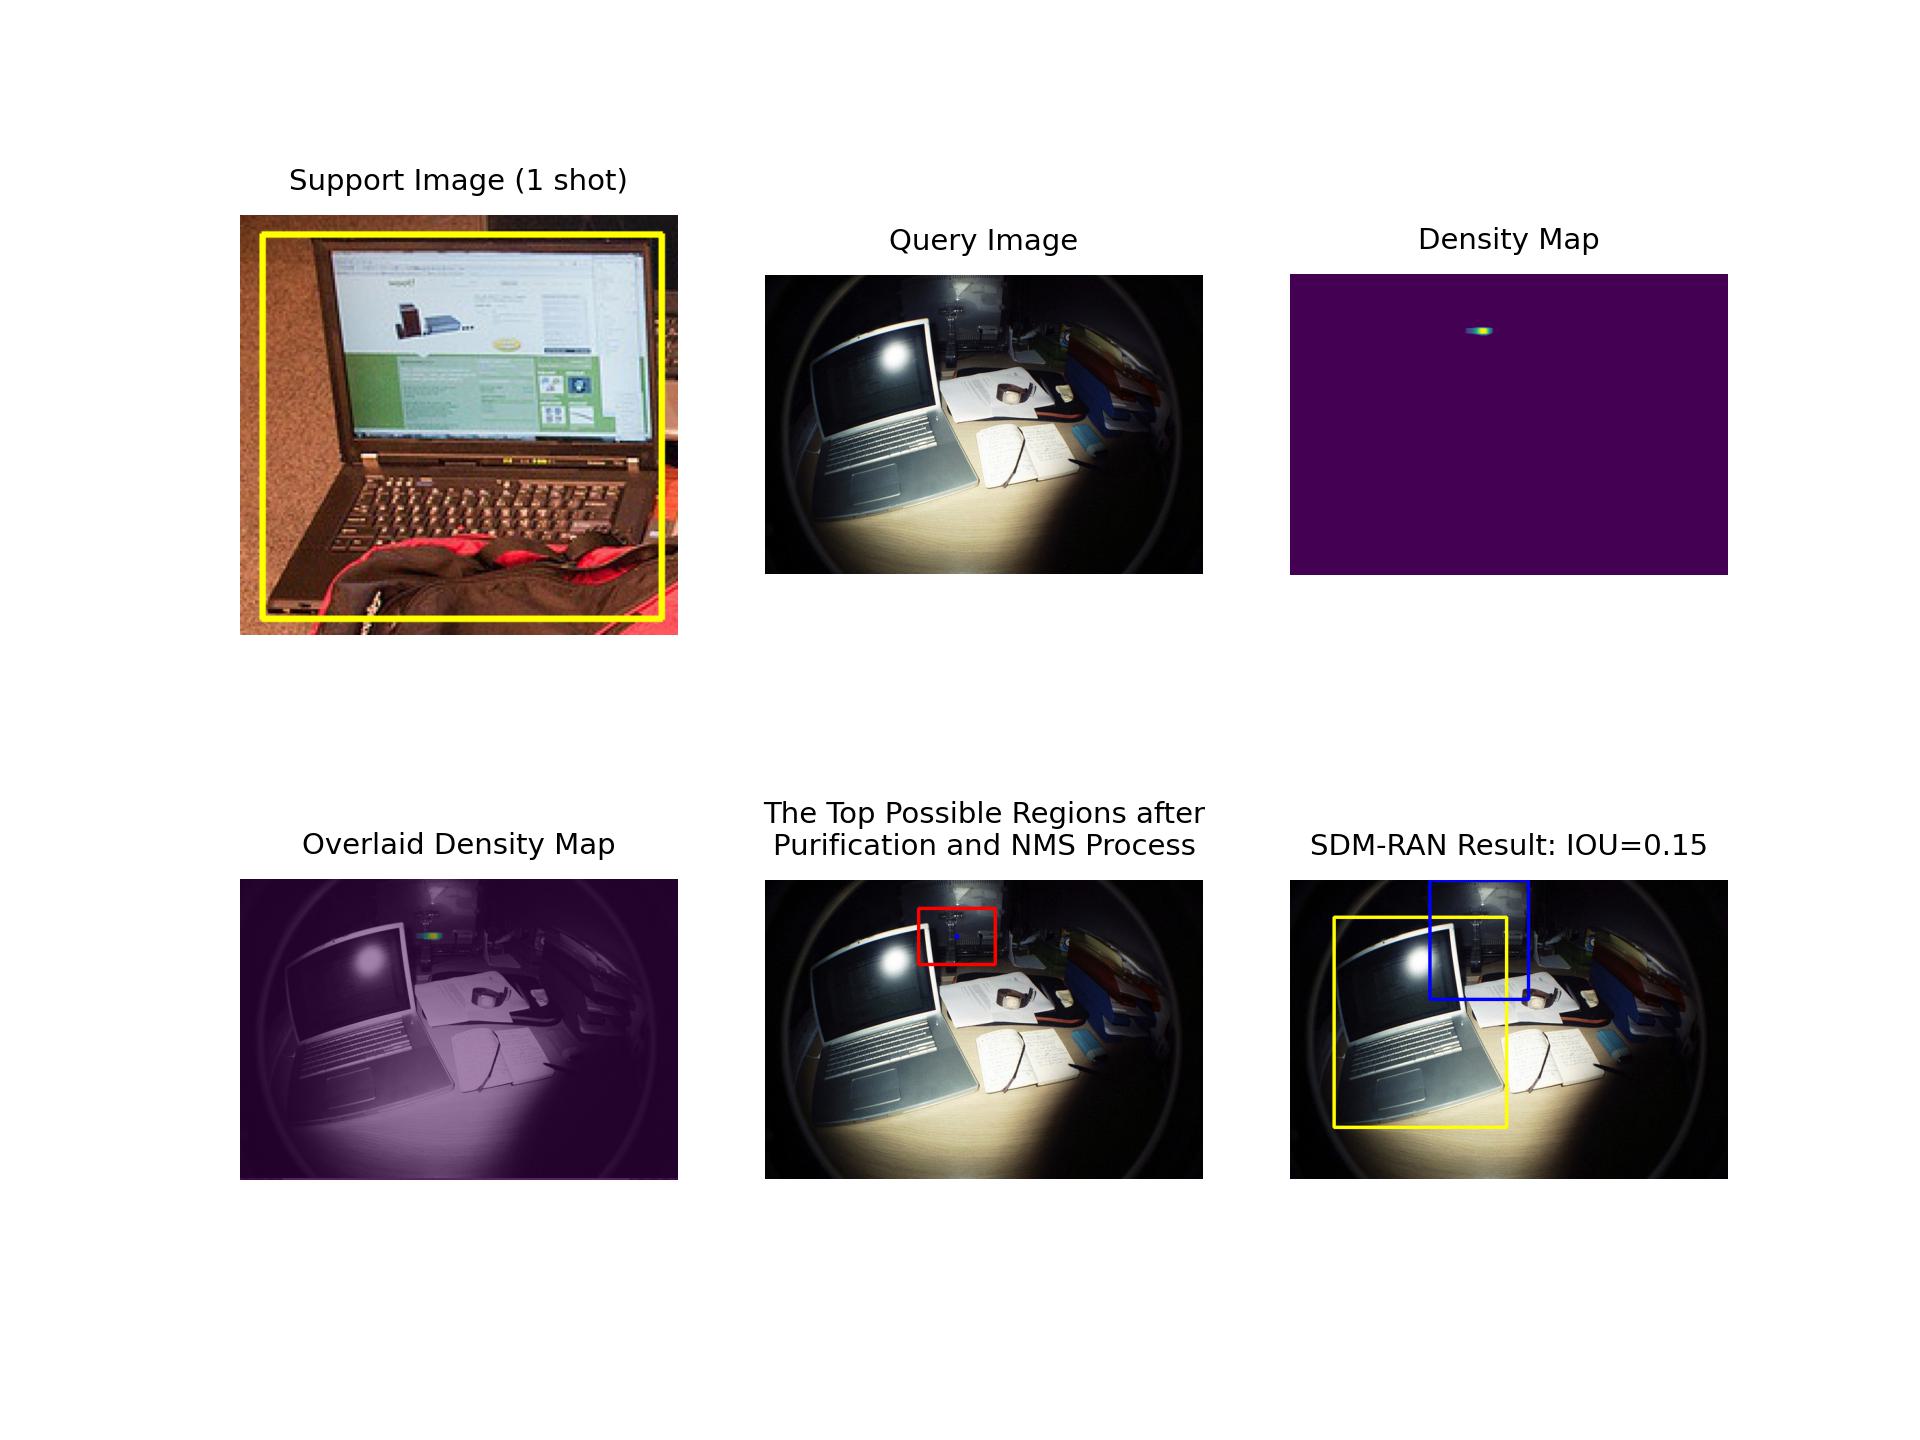 Support Image (1 shot)
woot!
Query Image
Density Map
Overlaid Density Map
The Top Possible Regions after
Purification and NMS Process
SDM-RAN Result: IOU=0.15